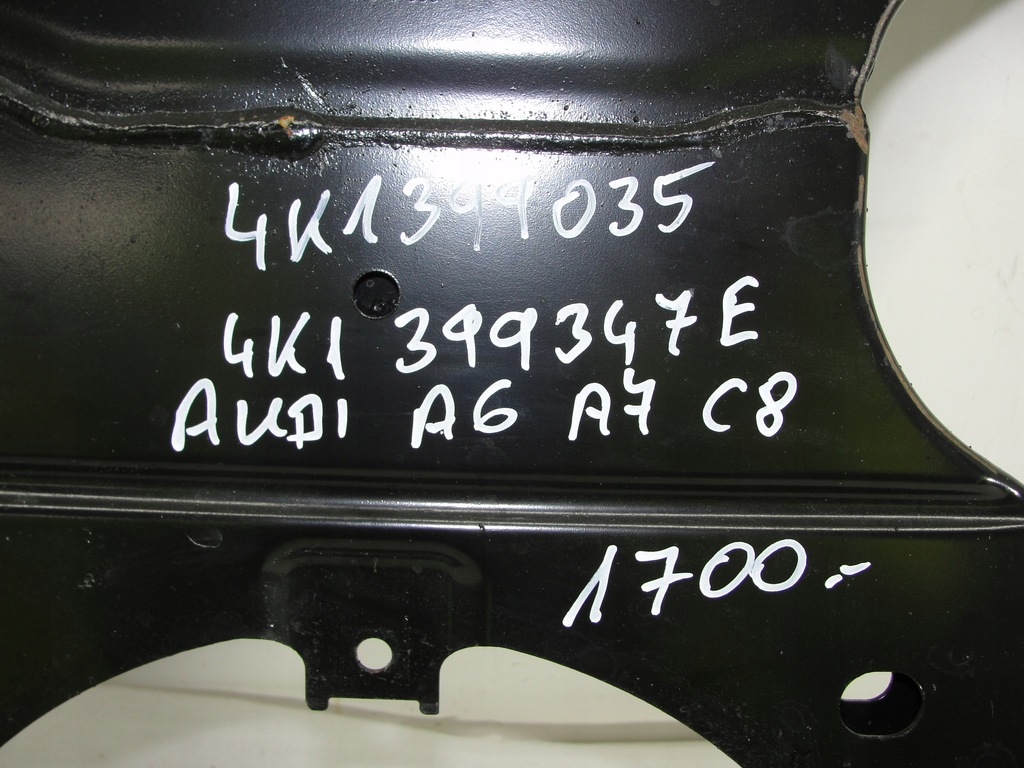 4K1399035
4K1 399347E
AUDI A6 A7 C8
1700.-